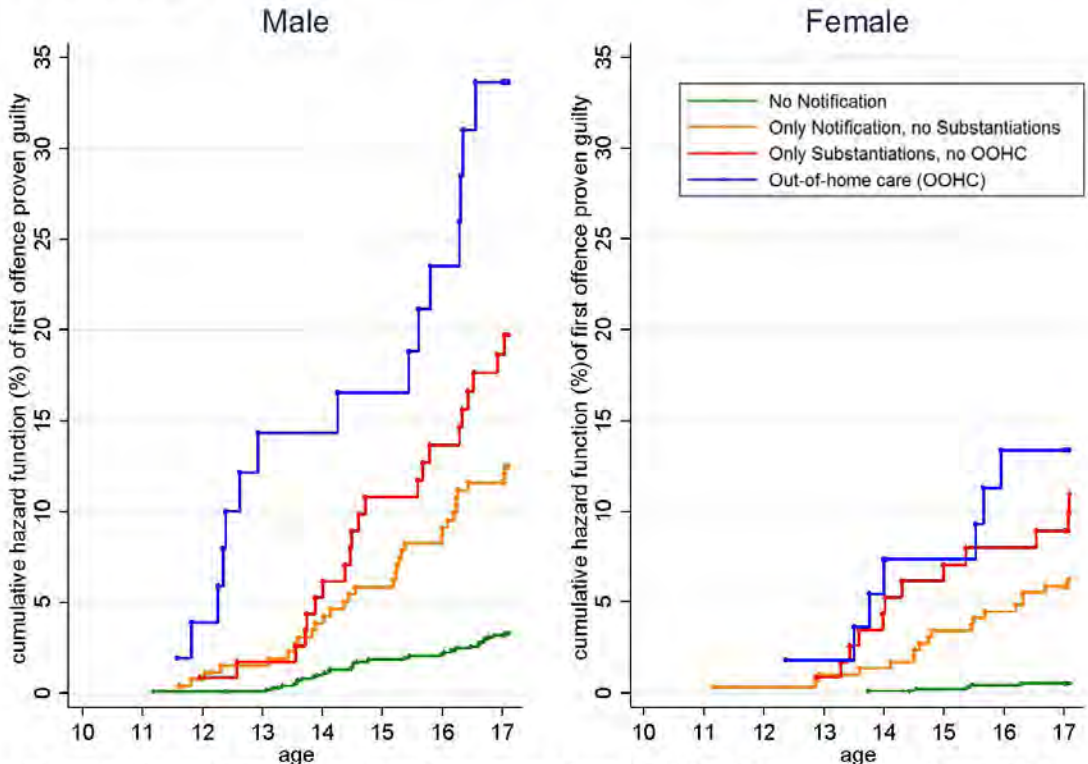 Male
cumulative hazard function (%) of first offence proven guilty
35
30
25
20
15
10
5
0
10 11 12 13 14 15 16 17
age
Female
cumulative hazard function (%)of first offence proven guilty
35
30
25
20
15
10
5
0
No Notification
Only Notification, no Substantiations
Only Substantiations, no OOHC
Out-of-home care (OOHC)
10 11 12 13 14 15 16 17
age